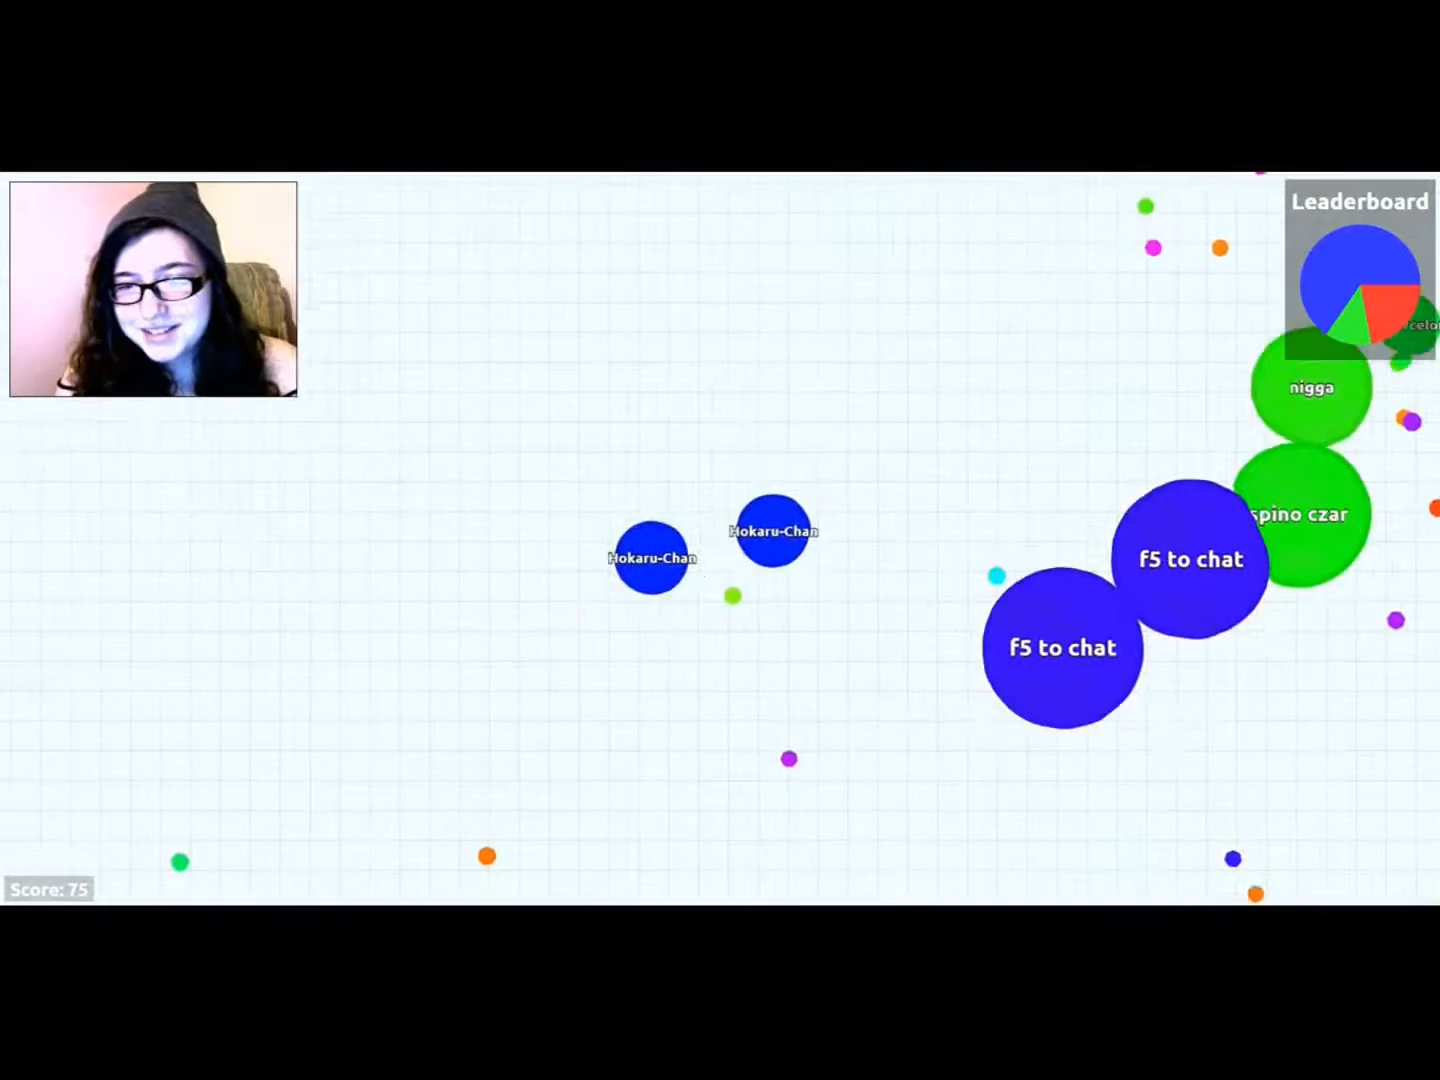 Leaderboard
nigga
spino czar
Hokaru-Chan
Hokaru-Chan
f5 to chat
f5 to chat
Score: 75